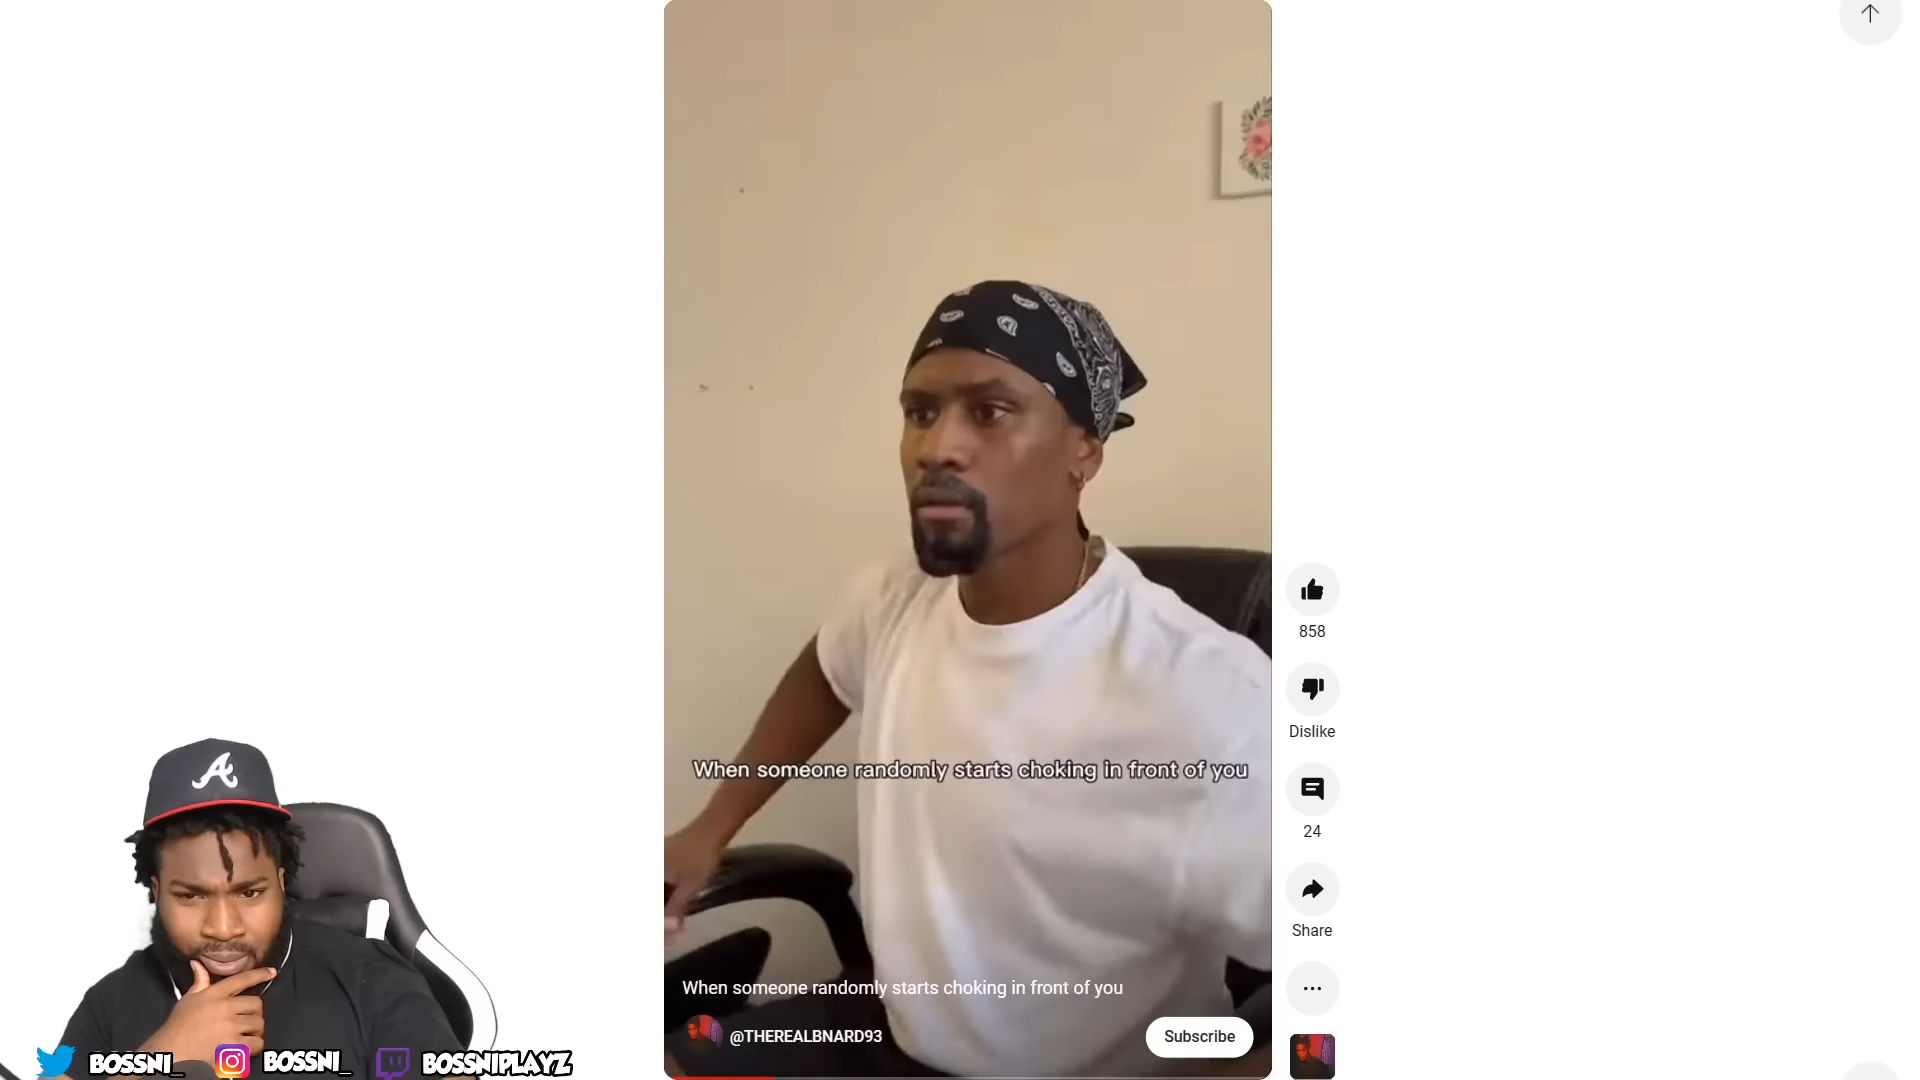 When someone randomly starts choking in front of you
858
Dislike
24
Share
When someone randomly starts choking in front of you
@THEREALBNARD93
Subscribe
A
BOSSNI_
BOSSNI_
BOSSNIPLAYZ